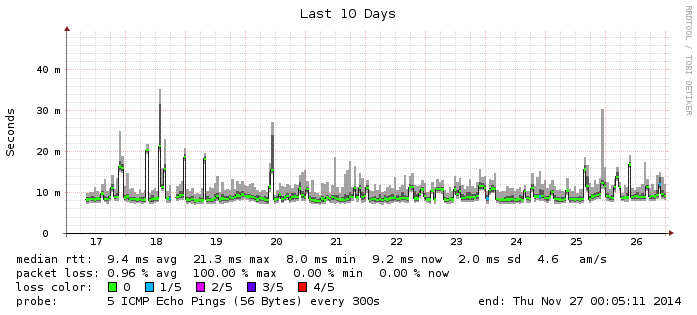 Last 10 Days
RRDTOOL / TOBI OETIKER
Seconds
40 m
30 m
20 m
10 m
0
17 18 19 20 21 22 23 24 25 26
median rtt: 9.4 ms avg 21.3 ms max 8.0 ms min 9.2 ms now 2.0 ms sd 4.6 am/s
packet loss: 0.96 % avg 100.00 % max 0.00 % min 0.00 % now
loss color: 0 1/5 2/5 3/5 4/5
probe: 5 ICMP Echo Pings (56 Bytes) every 300s end: Thu Nov 27 00:05:11 2014